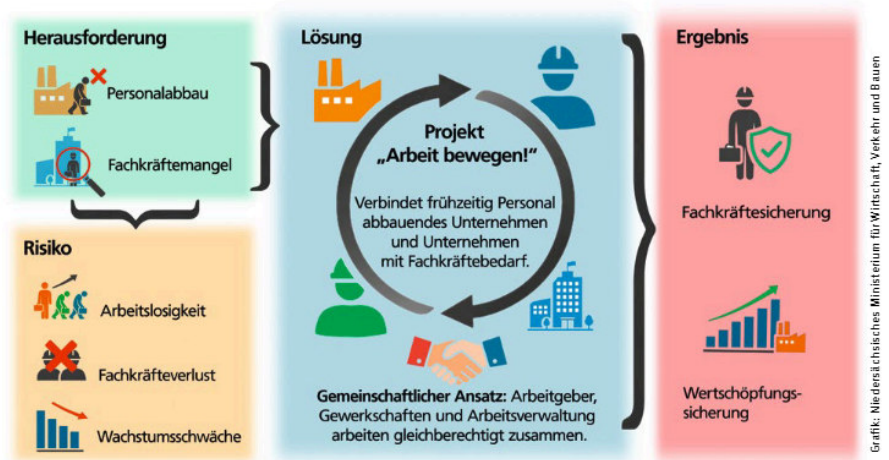 Herausforderung
Personalabbau
Fachkräftemangel
Risiko
Arbeitslosigkeit
Fachkräfteverlust
Wachstumsschwäche
Lösung
Projekt
„Arbeit bewegen!”
Verbindet frühzeitig Personal
abbauendes Unternehmen
und Unternehmen
mit Fachkräftebedarf.
Gemeinschaftlicher Ansatz: Arbeitgeber,
Gewerkschaften und Arbeitsverwaltung
arbeiten gleichberechtigt zusammen.
Ergebnis
Fachkräftesicherung
Wertschöpfungs-
sicherung
Grafik: Niedersächsisches Ministerium für Wirtschaft, Verkehr und Bauen